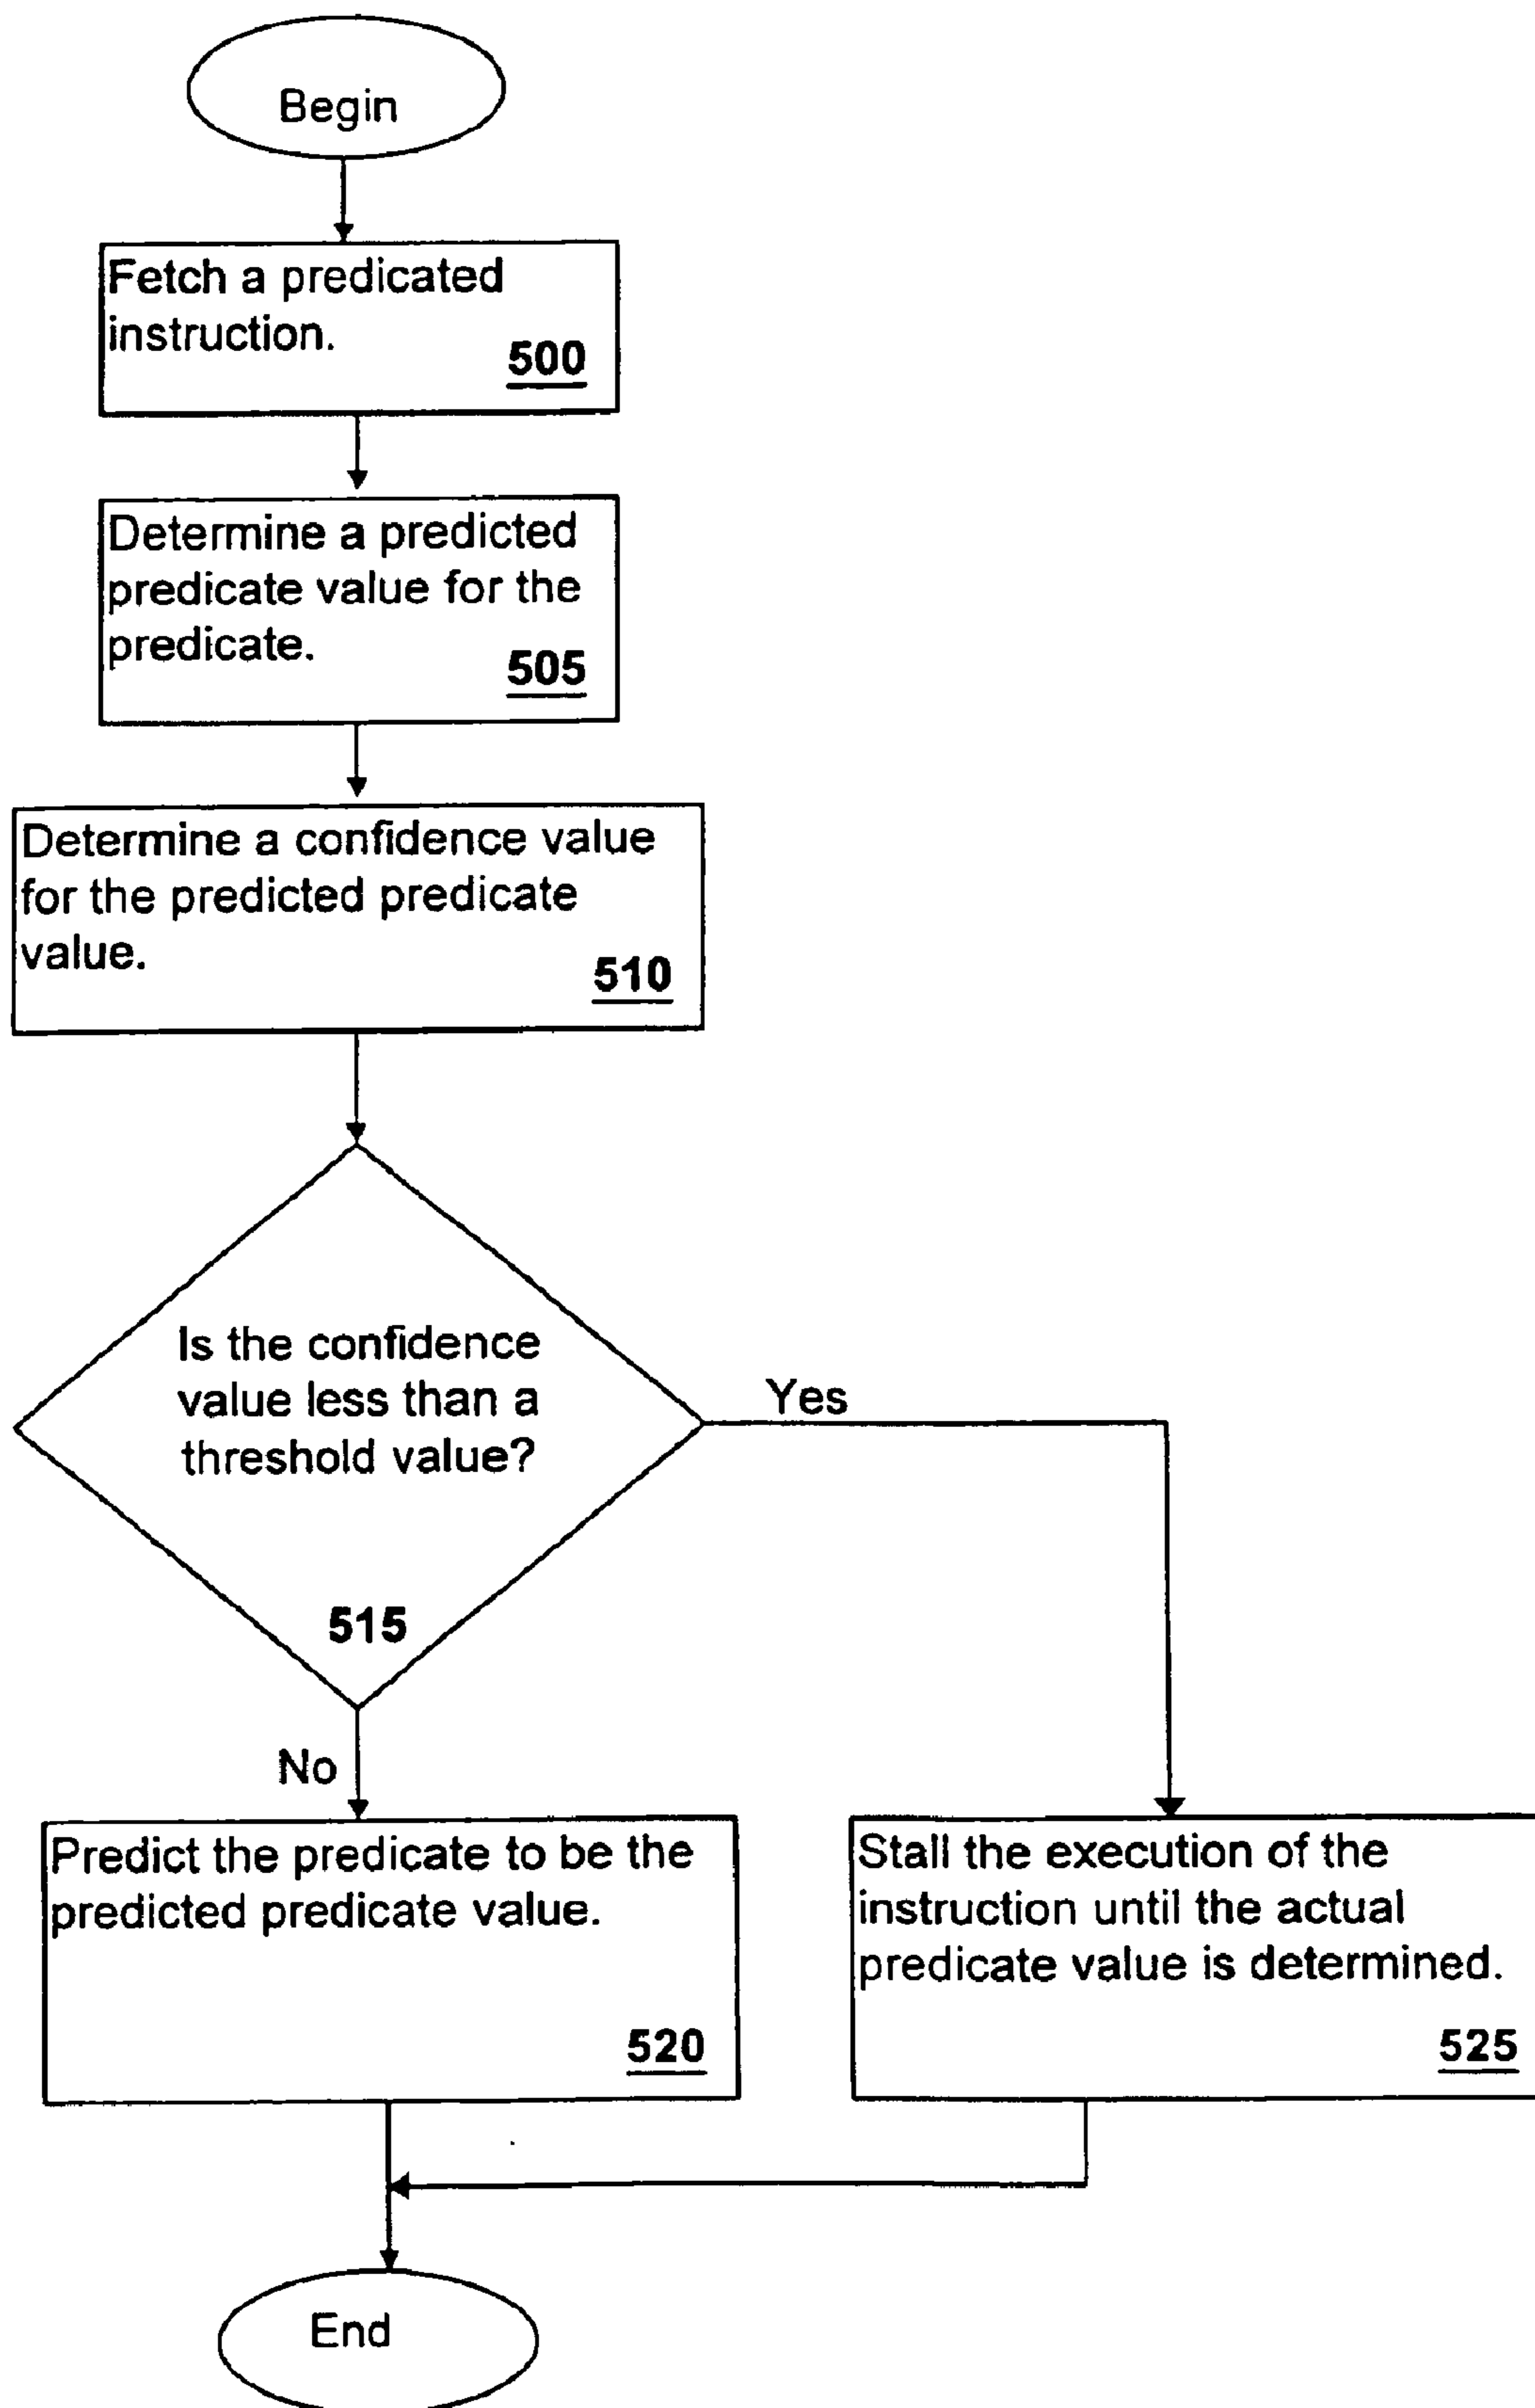 Begin
Fetch a predicated
instruction.
500
Determine a predicted
predicate value for the
predicate.
505
Determine a confidence value
for the predicted predicate
value.
510
Is the confidence
value less than a
threshold value?
515
Yes
No
Predict the predicate to be the
predicted predicate value.
520
Stall the execution of the
instruction until the actual
predicate value is determined.
525
End